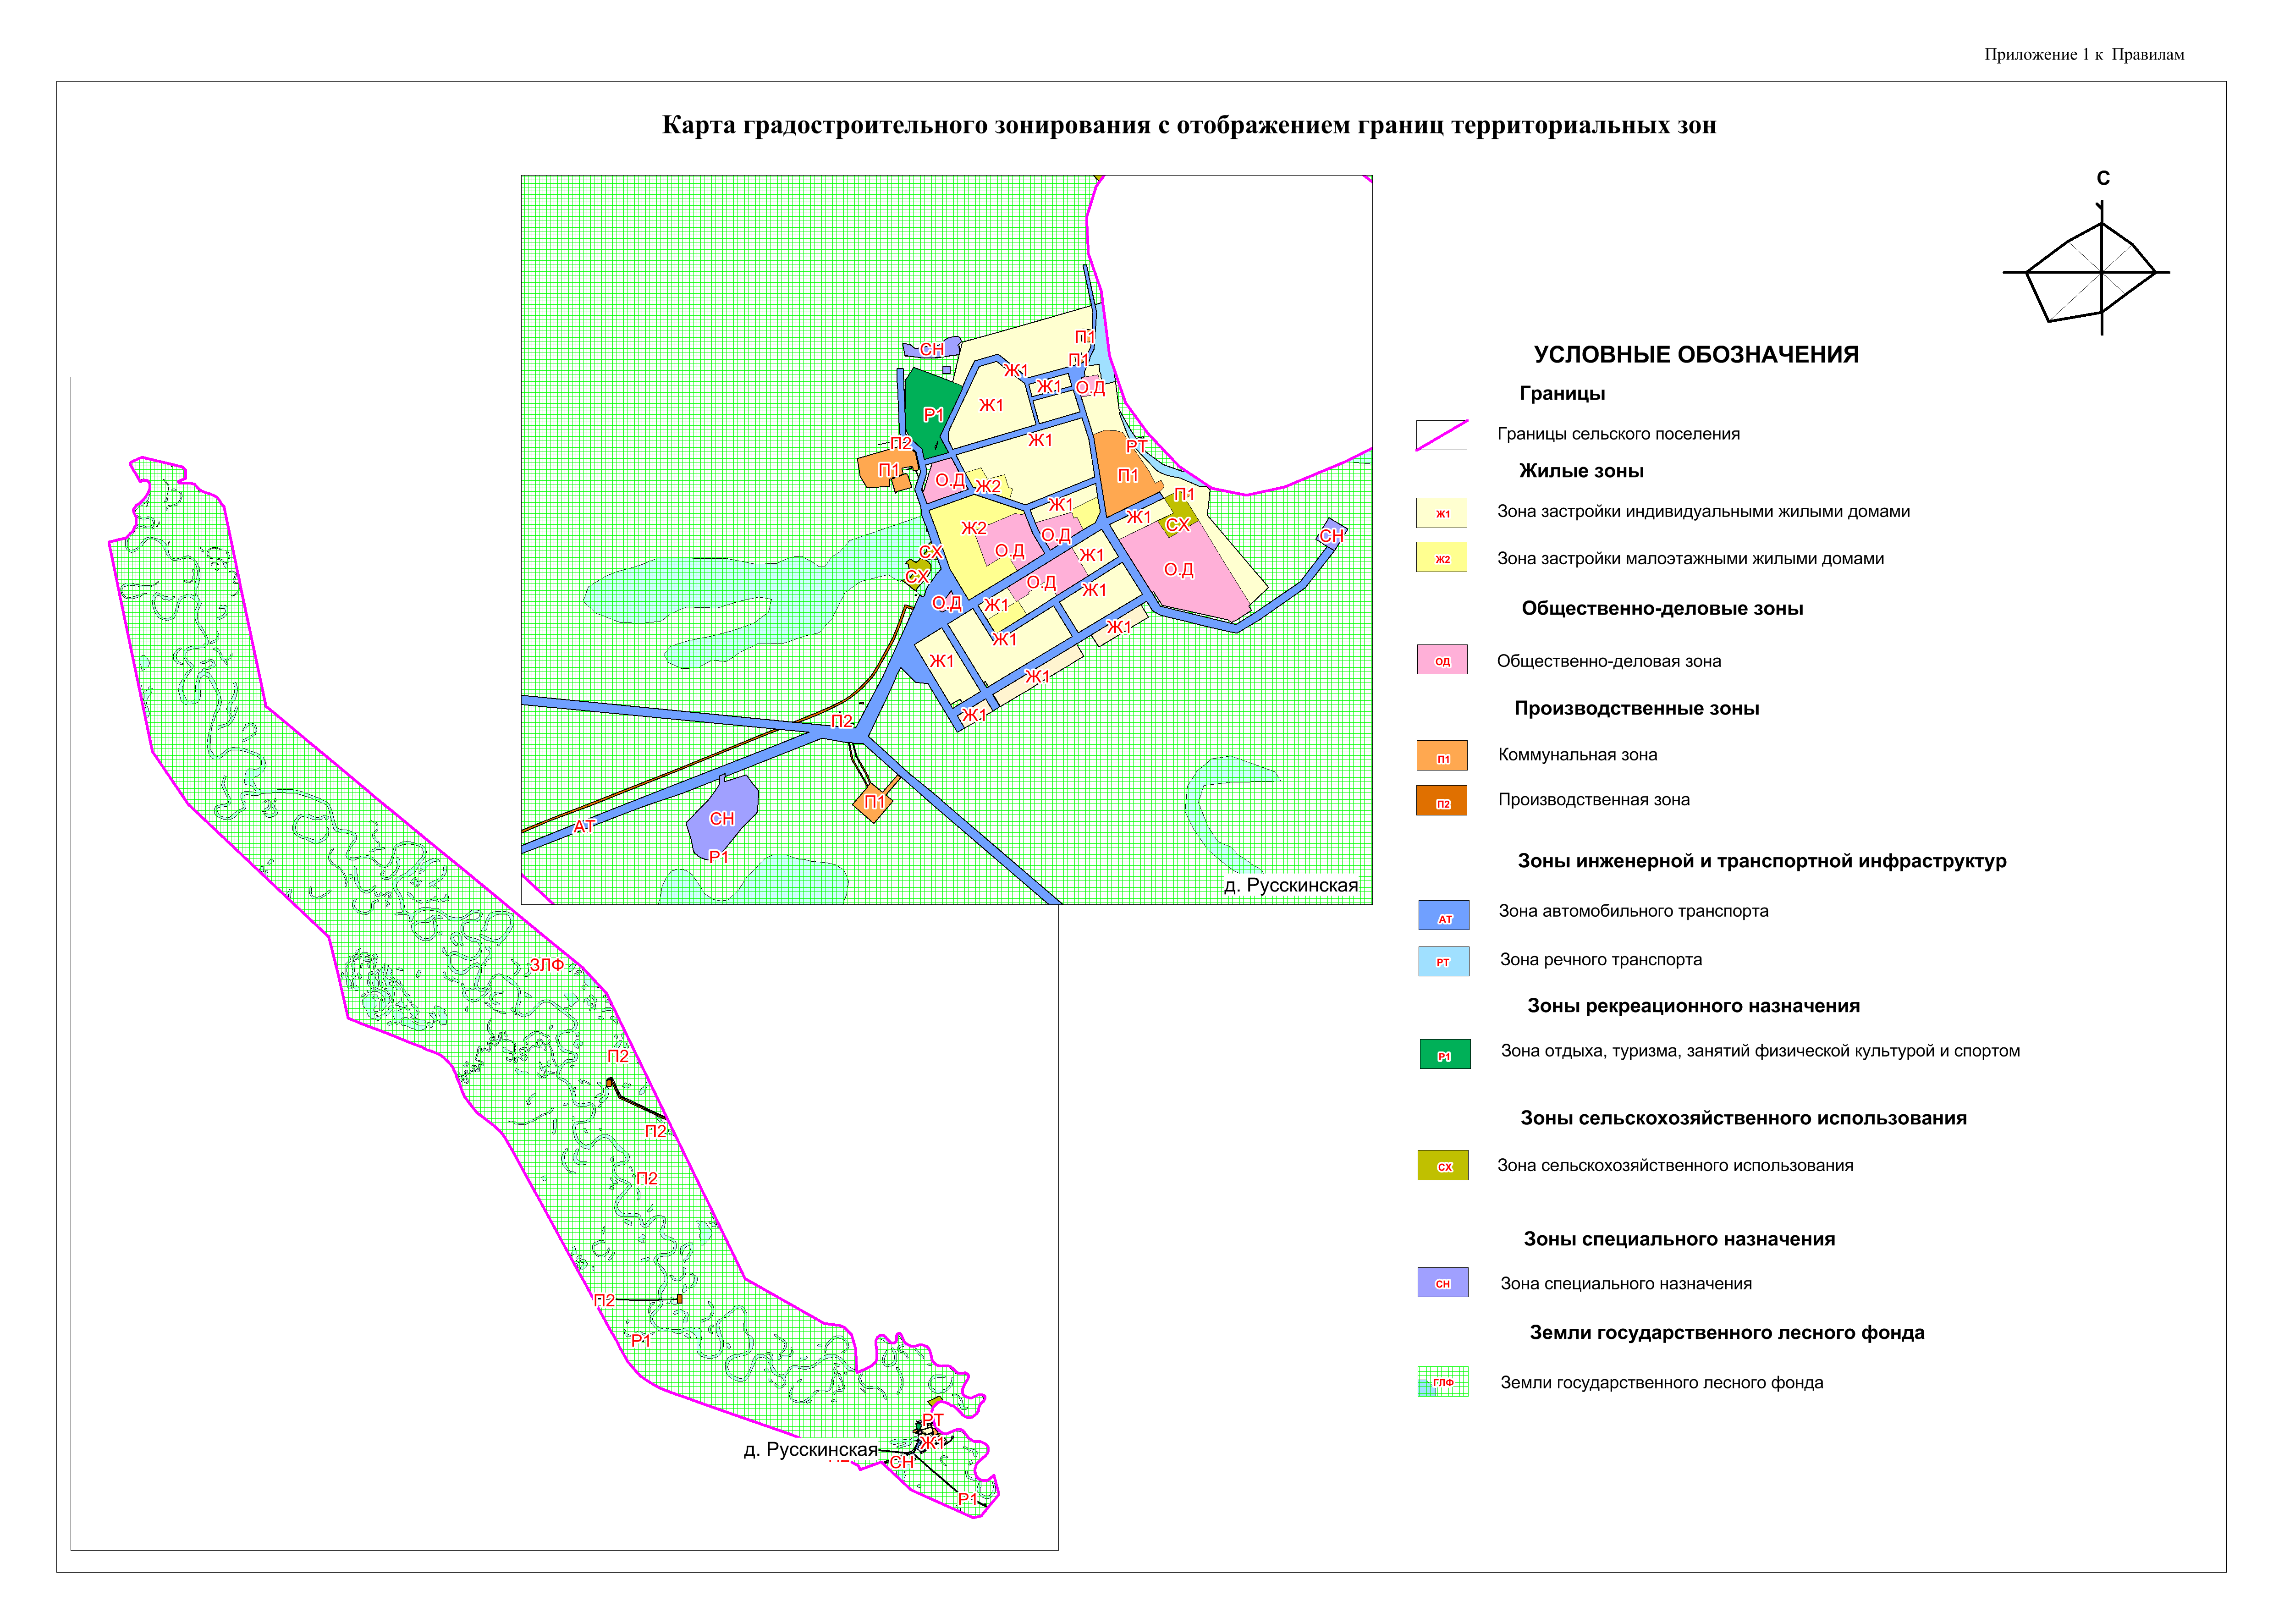 Приложение 1 к Правилам
Карта градостроительного зонирования с отображением границ территориальных зон
С
П1
СН
П1
Ж1
Ж1
О.Д
Ж1
Р1
П2
Ж1
РТ
П1
П1
О.Д
Ж2
П1
Ж1
Ж1
СХ
Ж2
О.Д
СН
СХ
О.Д
Ж1
О.Д
СХ
О.Д
Ж1
О.Д
Ж1
Ж1
Ж1
Ж1
Ж1
Ж1
П2
П1
АТ
СН
Р1
д. Русскинская
ЗЛФ
П2
П2
П2
П2
Р1
РТ
Ж1
д. Русскинская
СН
Р1
УСЛОВНЫЕ ОБОЗНАЧЕНИЯ
Границы
Границы сельского поселения
Жилые зоны
Ж1 Зона застройки индивидуальными жилыми домами
Ж2 Зона застройки малоэтажными жилыми домами
Общественно-деловые зоны
ОД Общественно-деловая зона
Производственные зоны
П1 Коммунальная зона
П2 Производственная зона
Зоны инженерной и транспортной инфраструктур
АТ Зона автомобильного транспорта
РТ Зона речного транспорта
Зоны рекреационного назначения
Р1 Зона отдыха, туризма, занятий физической культурой и спортом
Зоны сельскохозяйственного использования
СХ Зона сельскохозяйственного использования
Зоны специального назначения
СН Зона специального назначения
Земли государственного лесного фонда
ГЛФ Земли государственного лесного фонда